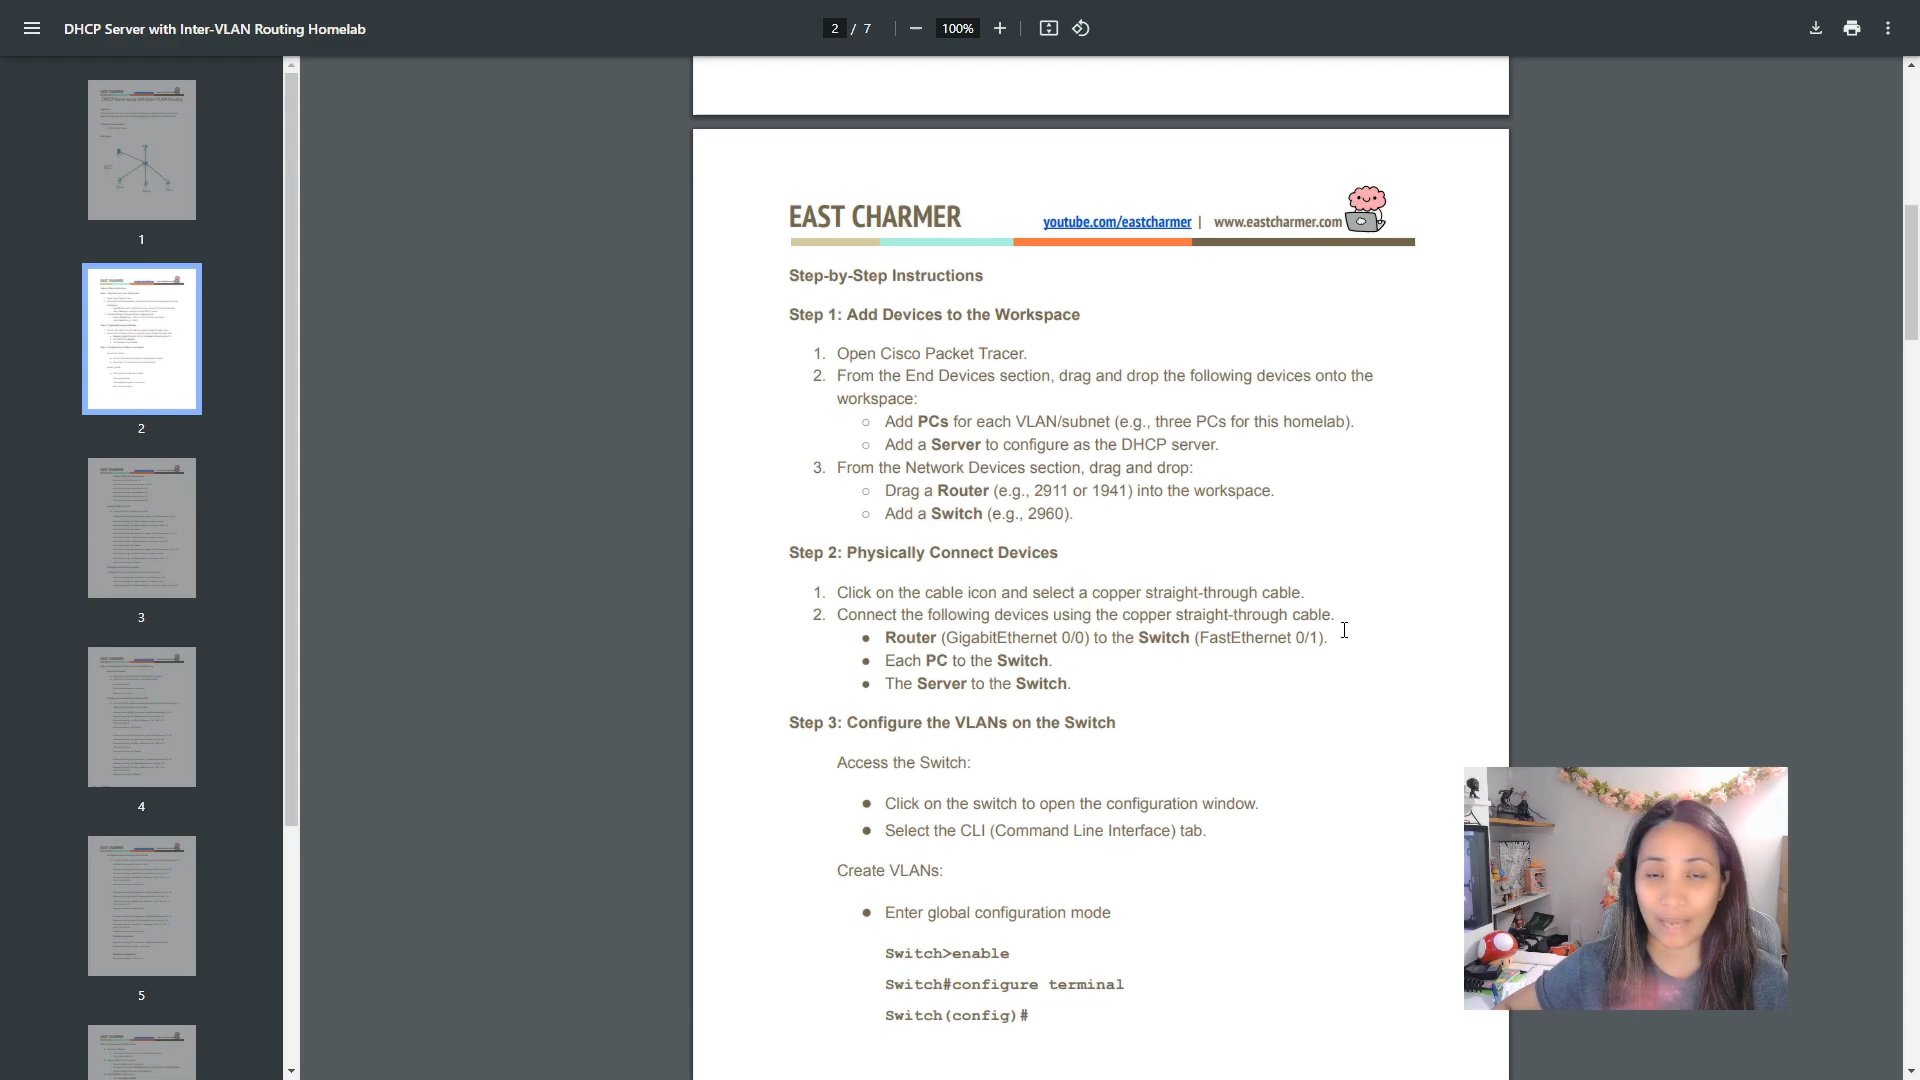 DHCP Server with Inter-VLAN Routing Homelab
2 / 7
100%
1
2
3
4
5
EAST CHARMER
youtube.com/eastcharmer | www.eastcharmer.com
Step-by-Step Instructions
Step 1: Add Devices to the Workspace
1. Open Cisco Packet Tracer.
2. From the End Devices section, drag and drop the following devices onto the
workspace:
○ Add PCs for each VLAN/subnet (e.g., three PCs for this homelab).
○ Add a Server to configure as the DHCP server.
3. From the Network Devices section, drag and drop:
○ Drag a Router (e.g., 2911 or 1941) into the workspace.
○ Add a Switch (e.g., 2960).
Step 2: Physically Connect Devices
1. Click on the cable icon and select a copper straight-through cable.
2. Connect the following devices using the copper straight-through cable.
● Router (GigabitEthernet 0/0) to the Switch (FastEthernet 0/1).
● Each PC to the Switch.
● The Server to the Switch.
Step 3: Configure the VLANs on the Switch
Access the Switch:
● Click on the switch to open the configuration window.
● Select the CLI (Command Line Interface) tab.
Create VLANs:
● Enter global configuration mode
Switch>enable
Switch#configure terminal
Switch(config)#